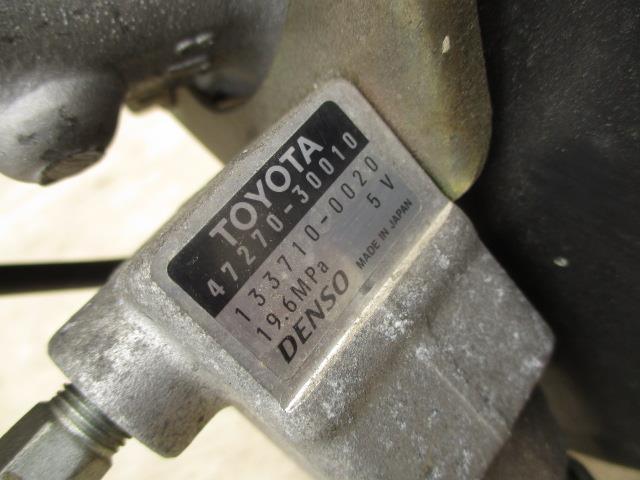 TOYOTA
47270-30010
133710-0020
19.6MPa 5V
DENSO MADE IN JAPAN